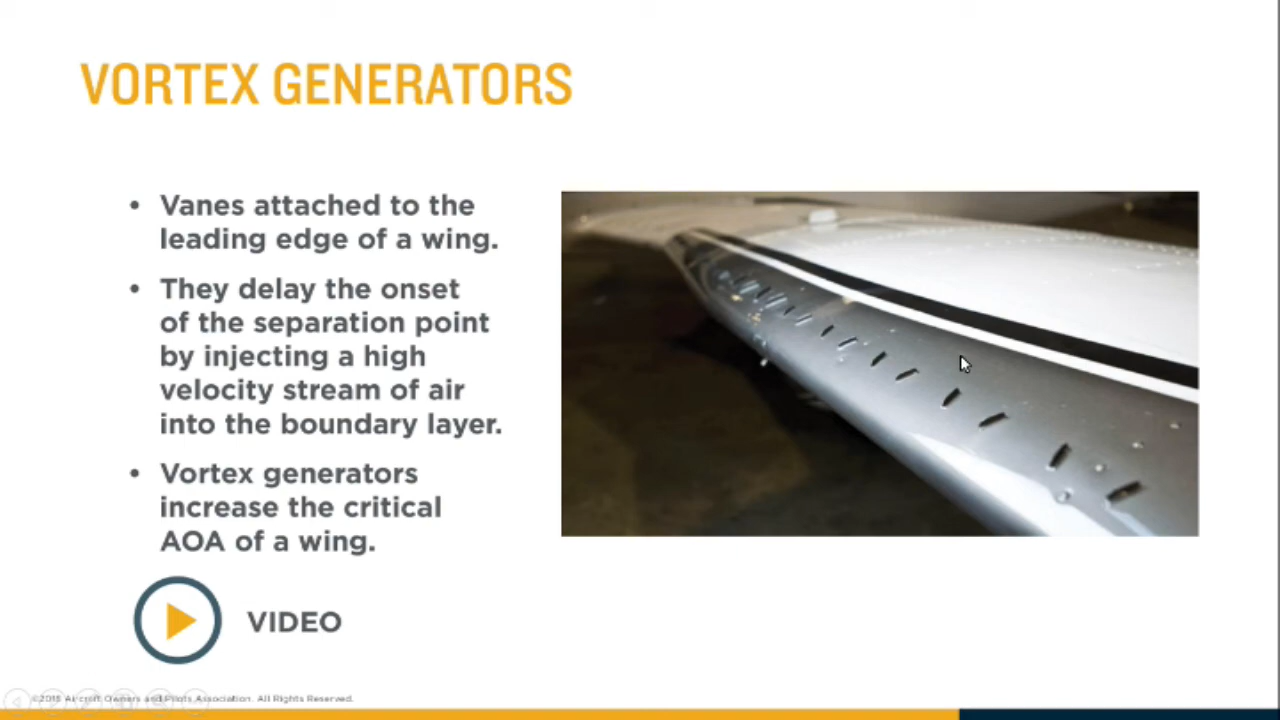 VORTEX GENERATORS
• Vanes attached to the
leading edge of a wing.
• They delay the onset
of the separation point
by injecting a high
velocity stream of air
into the boundary layer.
• Vortex generators
increase the critical
AOA of a wing.
VIDEO
©2015 Aircraft Owners and Pilots Association. All Rights Reserved.